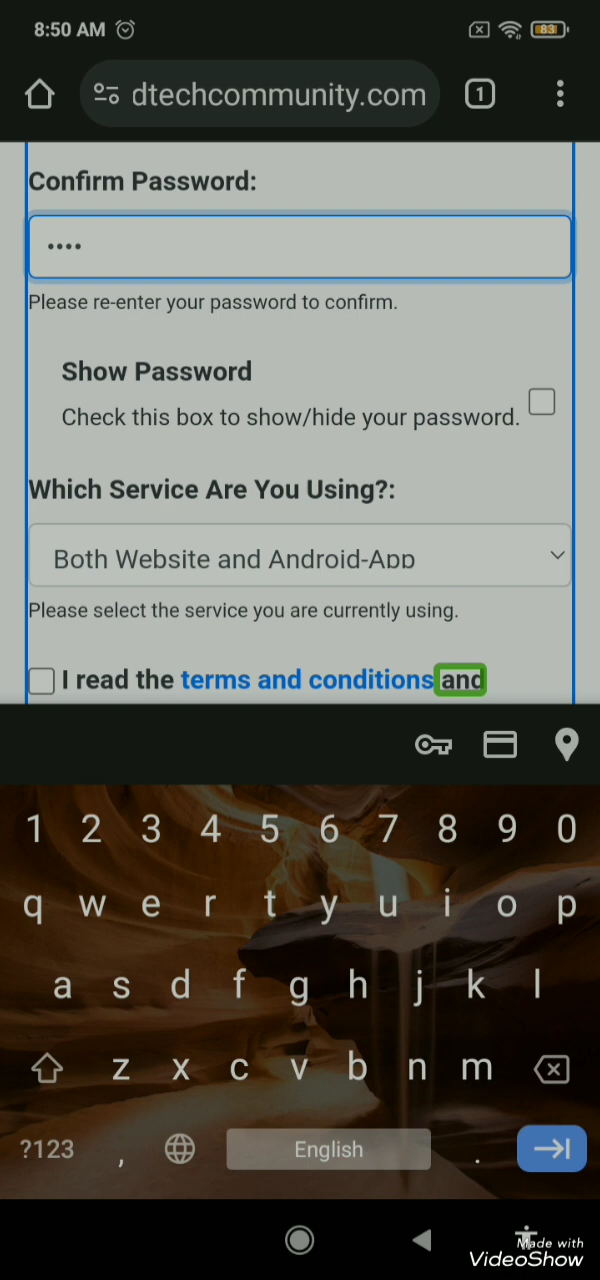 8:50 AM
83
dtechcommunity.com
1
Confirm Password:
••••
Please re-enter your password to confirm.
Show Password
Check this box to show/hide your password.
Which Service Are You Using?:
Both Website and Android-App
Please select the service you are currently using.
I read the terms and conditions and
1 2 3 4 5 6 7 8 9 0
q w e r t y u i o p
a s d f g h j k l
z x c v b n m
?123 , English .
Made with
VideoShow